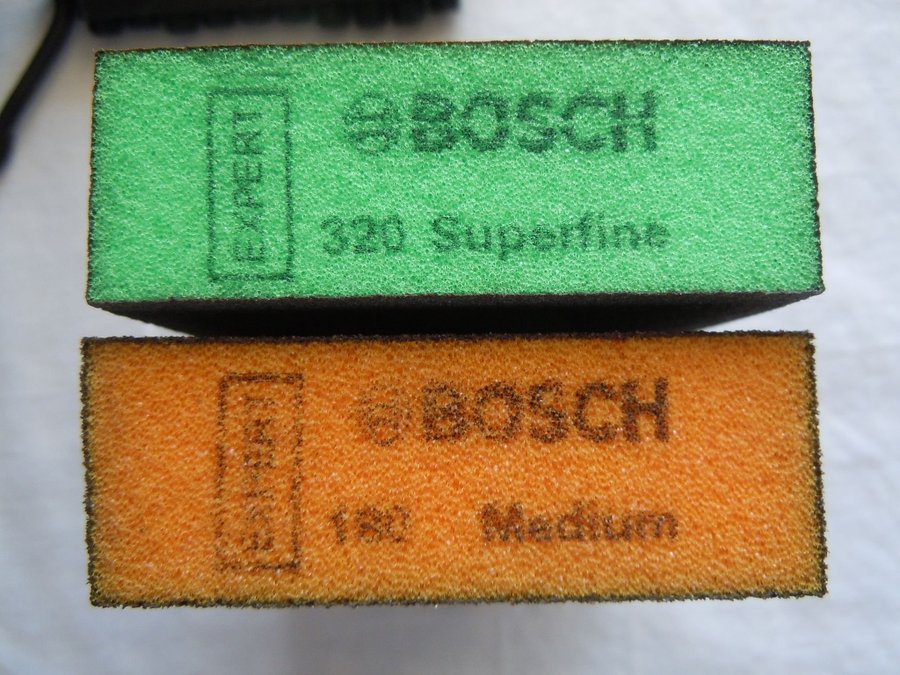 EXPERT
BOSCH
320 Superfine
EXPERT
BOSCH
180 Medium